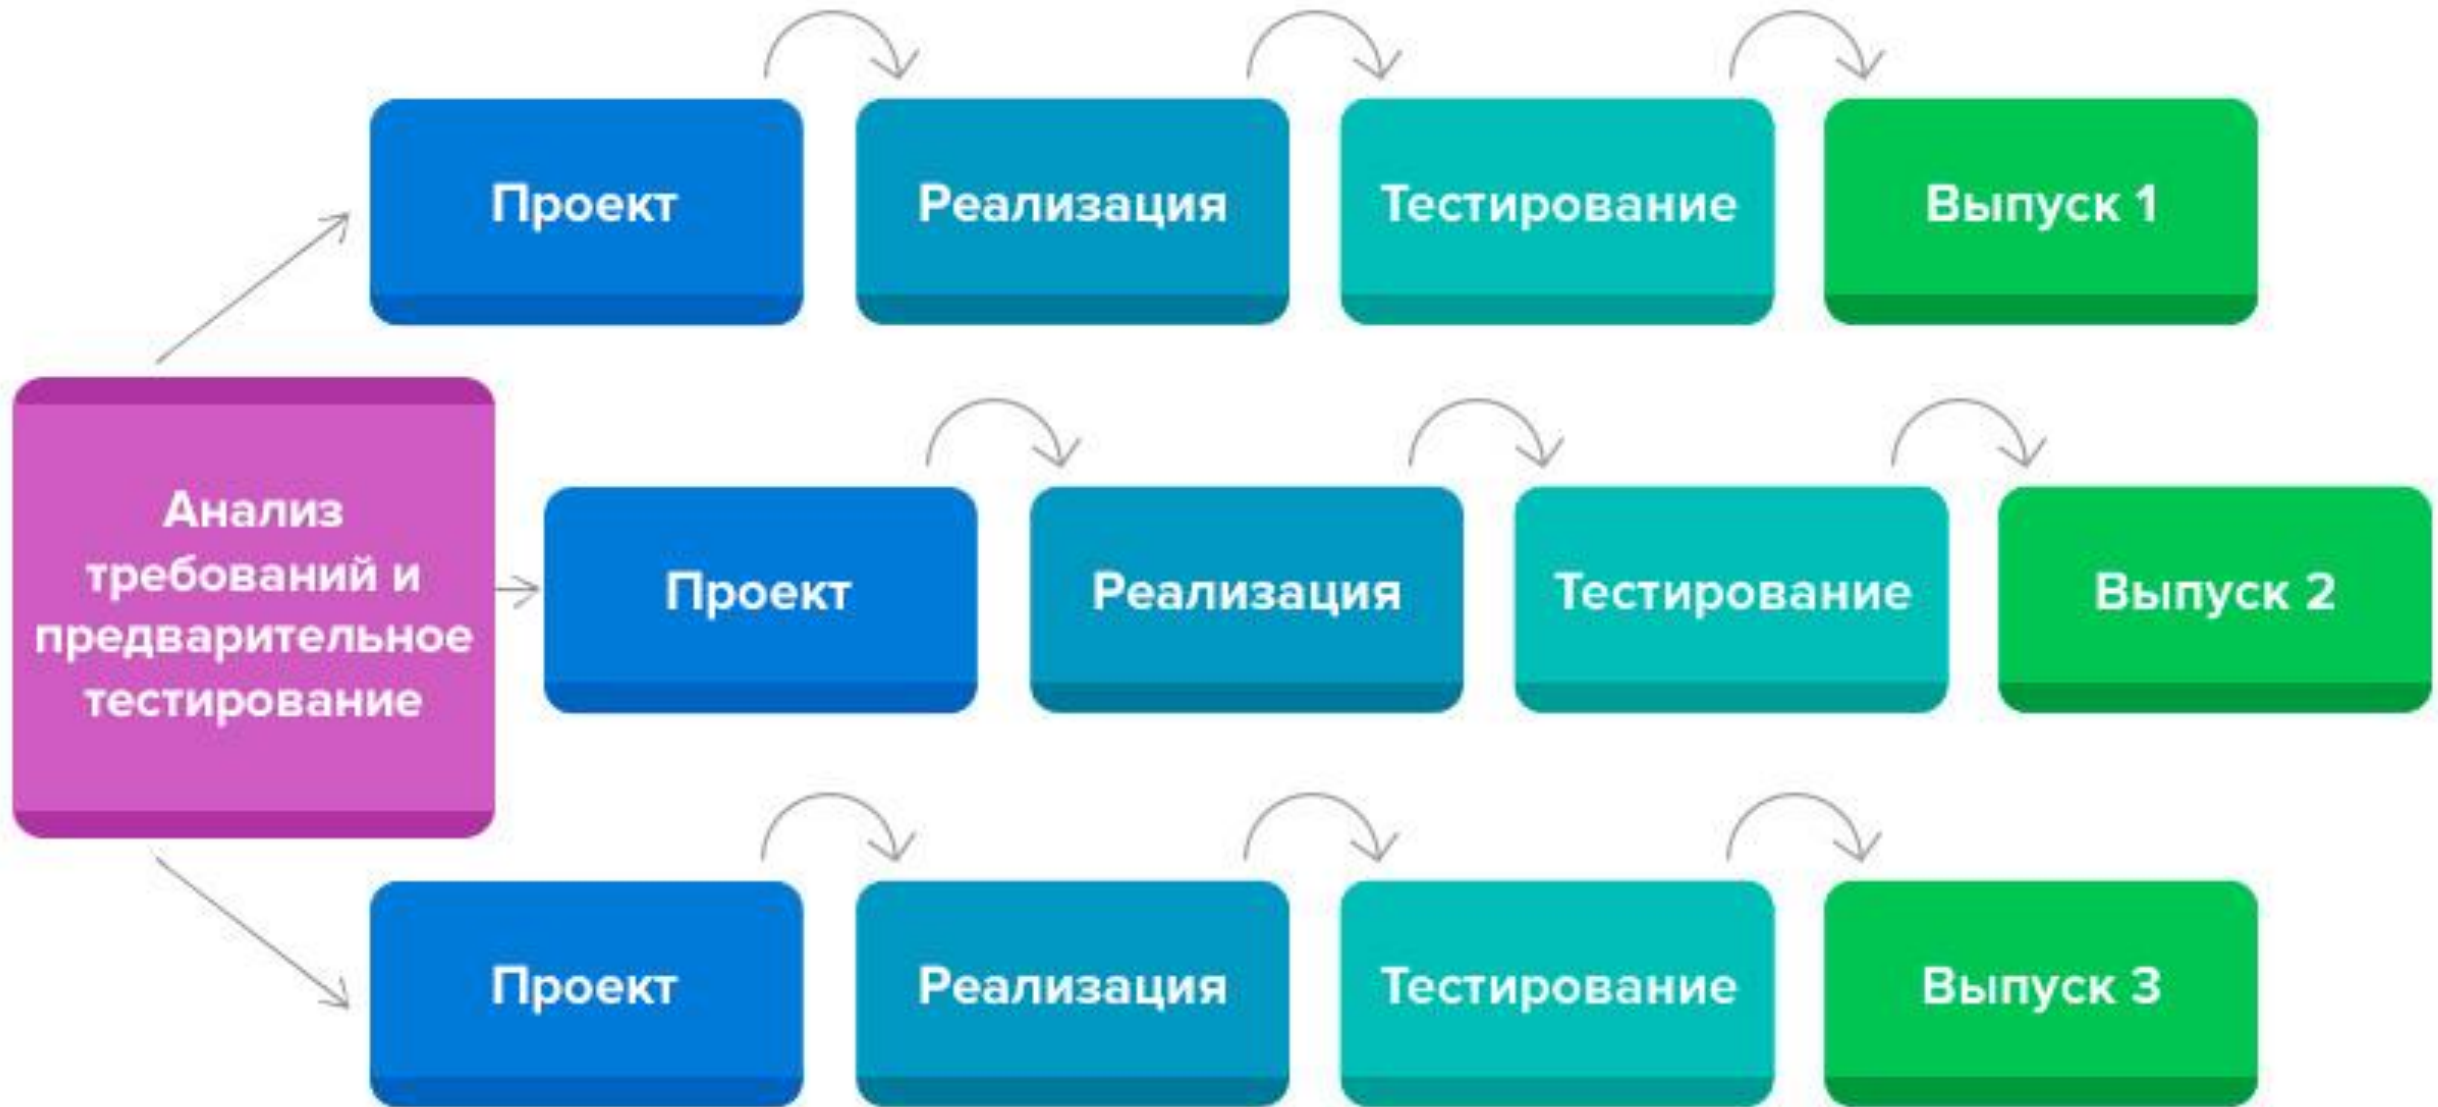 Проект
Реализация
Тестирование
Выпуск 1
Анализ
требований и
предварительное
тестирование
Проект
Реализация
Тестирование
Выпуск 2
Проект
Реализация
Тестирование
Выпуск 3